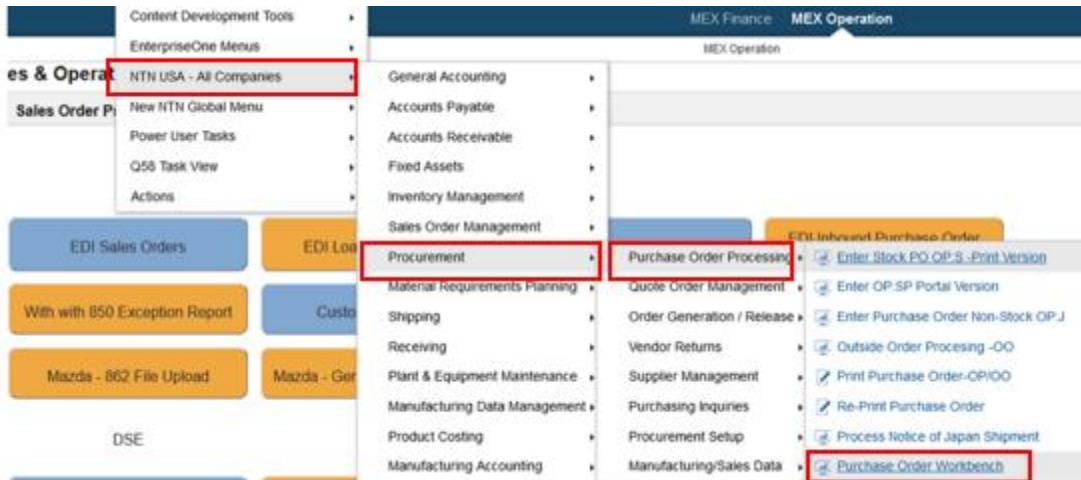 Content Development Tools
EnterpriseOne Menus
NTN USA - All Companies
New NTN Global Menu
Power User Tasks
Q58 Task View
Actions
MEX Finance
MEX Operation
MEX Operation
es & Operat
Sales Order P
General Accounting
Accounts Payable
Accounts Receivable
Fixed Assets
Inventory Management
Sales Order Management
Procurement
Material Requirements Planning
Shipping
Receiving
Plant & Equipment Maintenance
Manufacturing Data Management
Product Costing
Manufacturing Accounting
Purchase Order Processing
Quote Order Management
Order Generation / Release
Vendor Returns
Supplier Management
Purchasing Inquiries
Procurement Setup
Manufacturing/Sales Data
Enter Stock PO OP:S -Print Version
Enter OP:SP Portal Version
Enter Purchase Order Non-Stock OP:J
Outside Order Procesing -OO
Print Purchase Order-OP/OO
Re-Print Purchase Order
Process Notice of Japan Shipment
Purchase Order Workbench
EDI Sales Orders
EDI Loa
EDI Inbound Purchase Order
With with 850 Exception Report
Custo
Mazda - 862 File Upload
Mazda - Ger
DSE